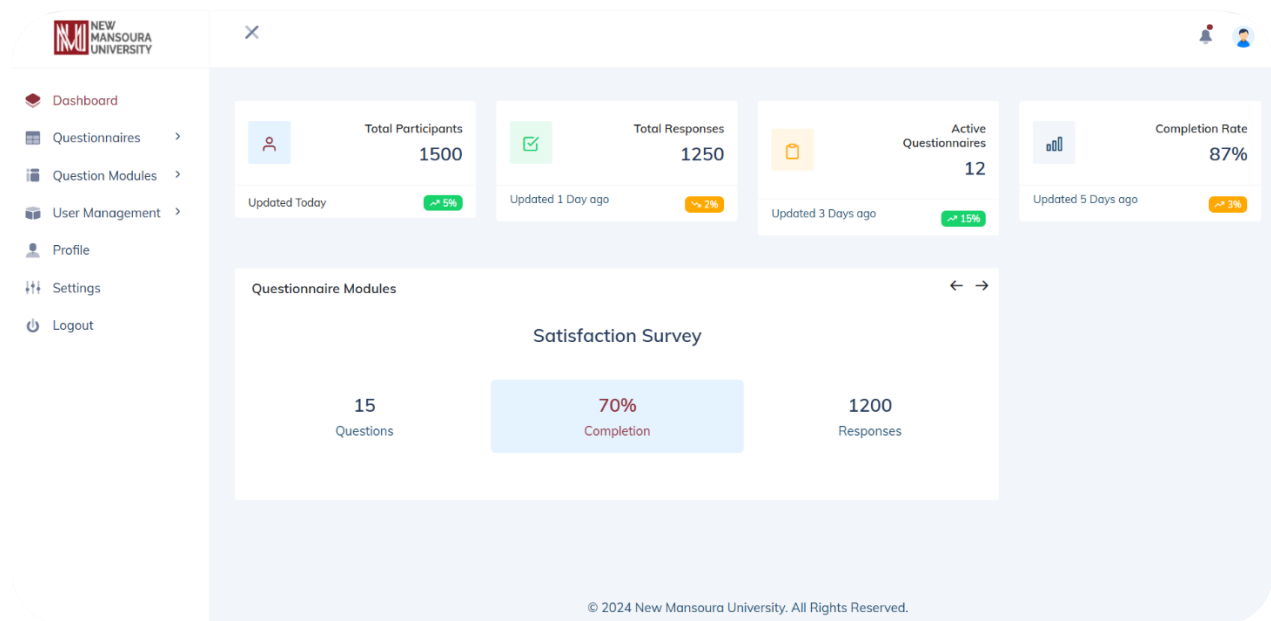 NEW
MANSOURA
UNIVERSITY
Dashboard
Questionnaires
Question Modules
User Management
Profile
Settings
Logout
Total Participants
1500
Updated Today
5%
Total Responses
1250
Updated 1 Day ago
2%
Active
Questionnaires
12
Updated 3 Days ago
15%
Completion Rate
87%
Updated 5 Days ago
3%
Questionnaire Modules
Satisfaction Survey
15
Questions
70%
Completion
1200
Responses
© 2024 New Mansoura University. All Rights Reserved.